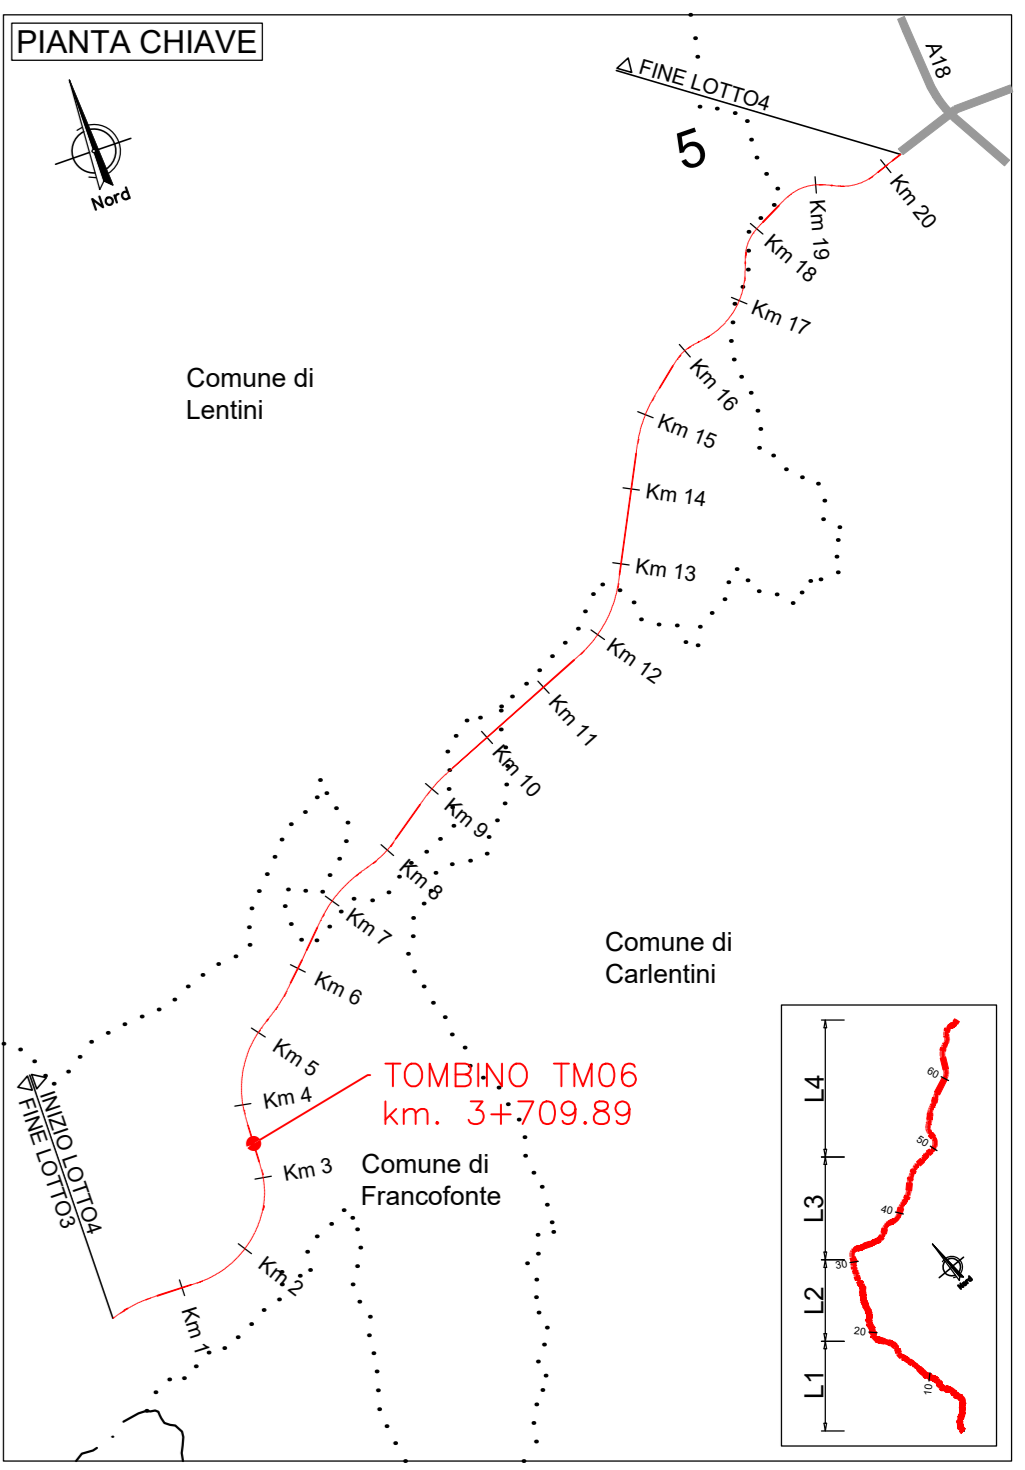 PIANTA CHIAVE
FINE LOTTO4
A18
5
Nord
Km 20
Km 19
Km 18
Km 17
Km 16
Comune di
Lentini
Km 15
Km 14
Km 13
Km 12
Km 11
Km 10
Km 9
Km 8
Km 7
Comune di
Carlentini
Km 6
Km 5
TOMBINO TM06
km. 3+709.89
Km 4
INIZIO LOTTO4
FINE LOTTO3
Km 3
Comune di
Francofonte
Km 2
Km 1
L4
60
50
L3
40
30
L2
20
L1
10